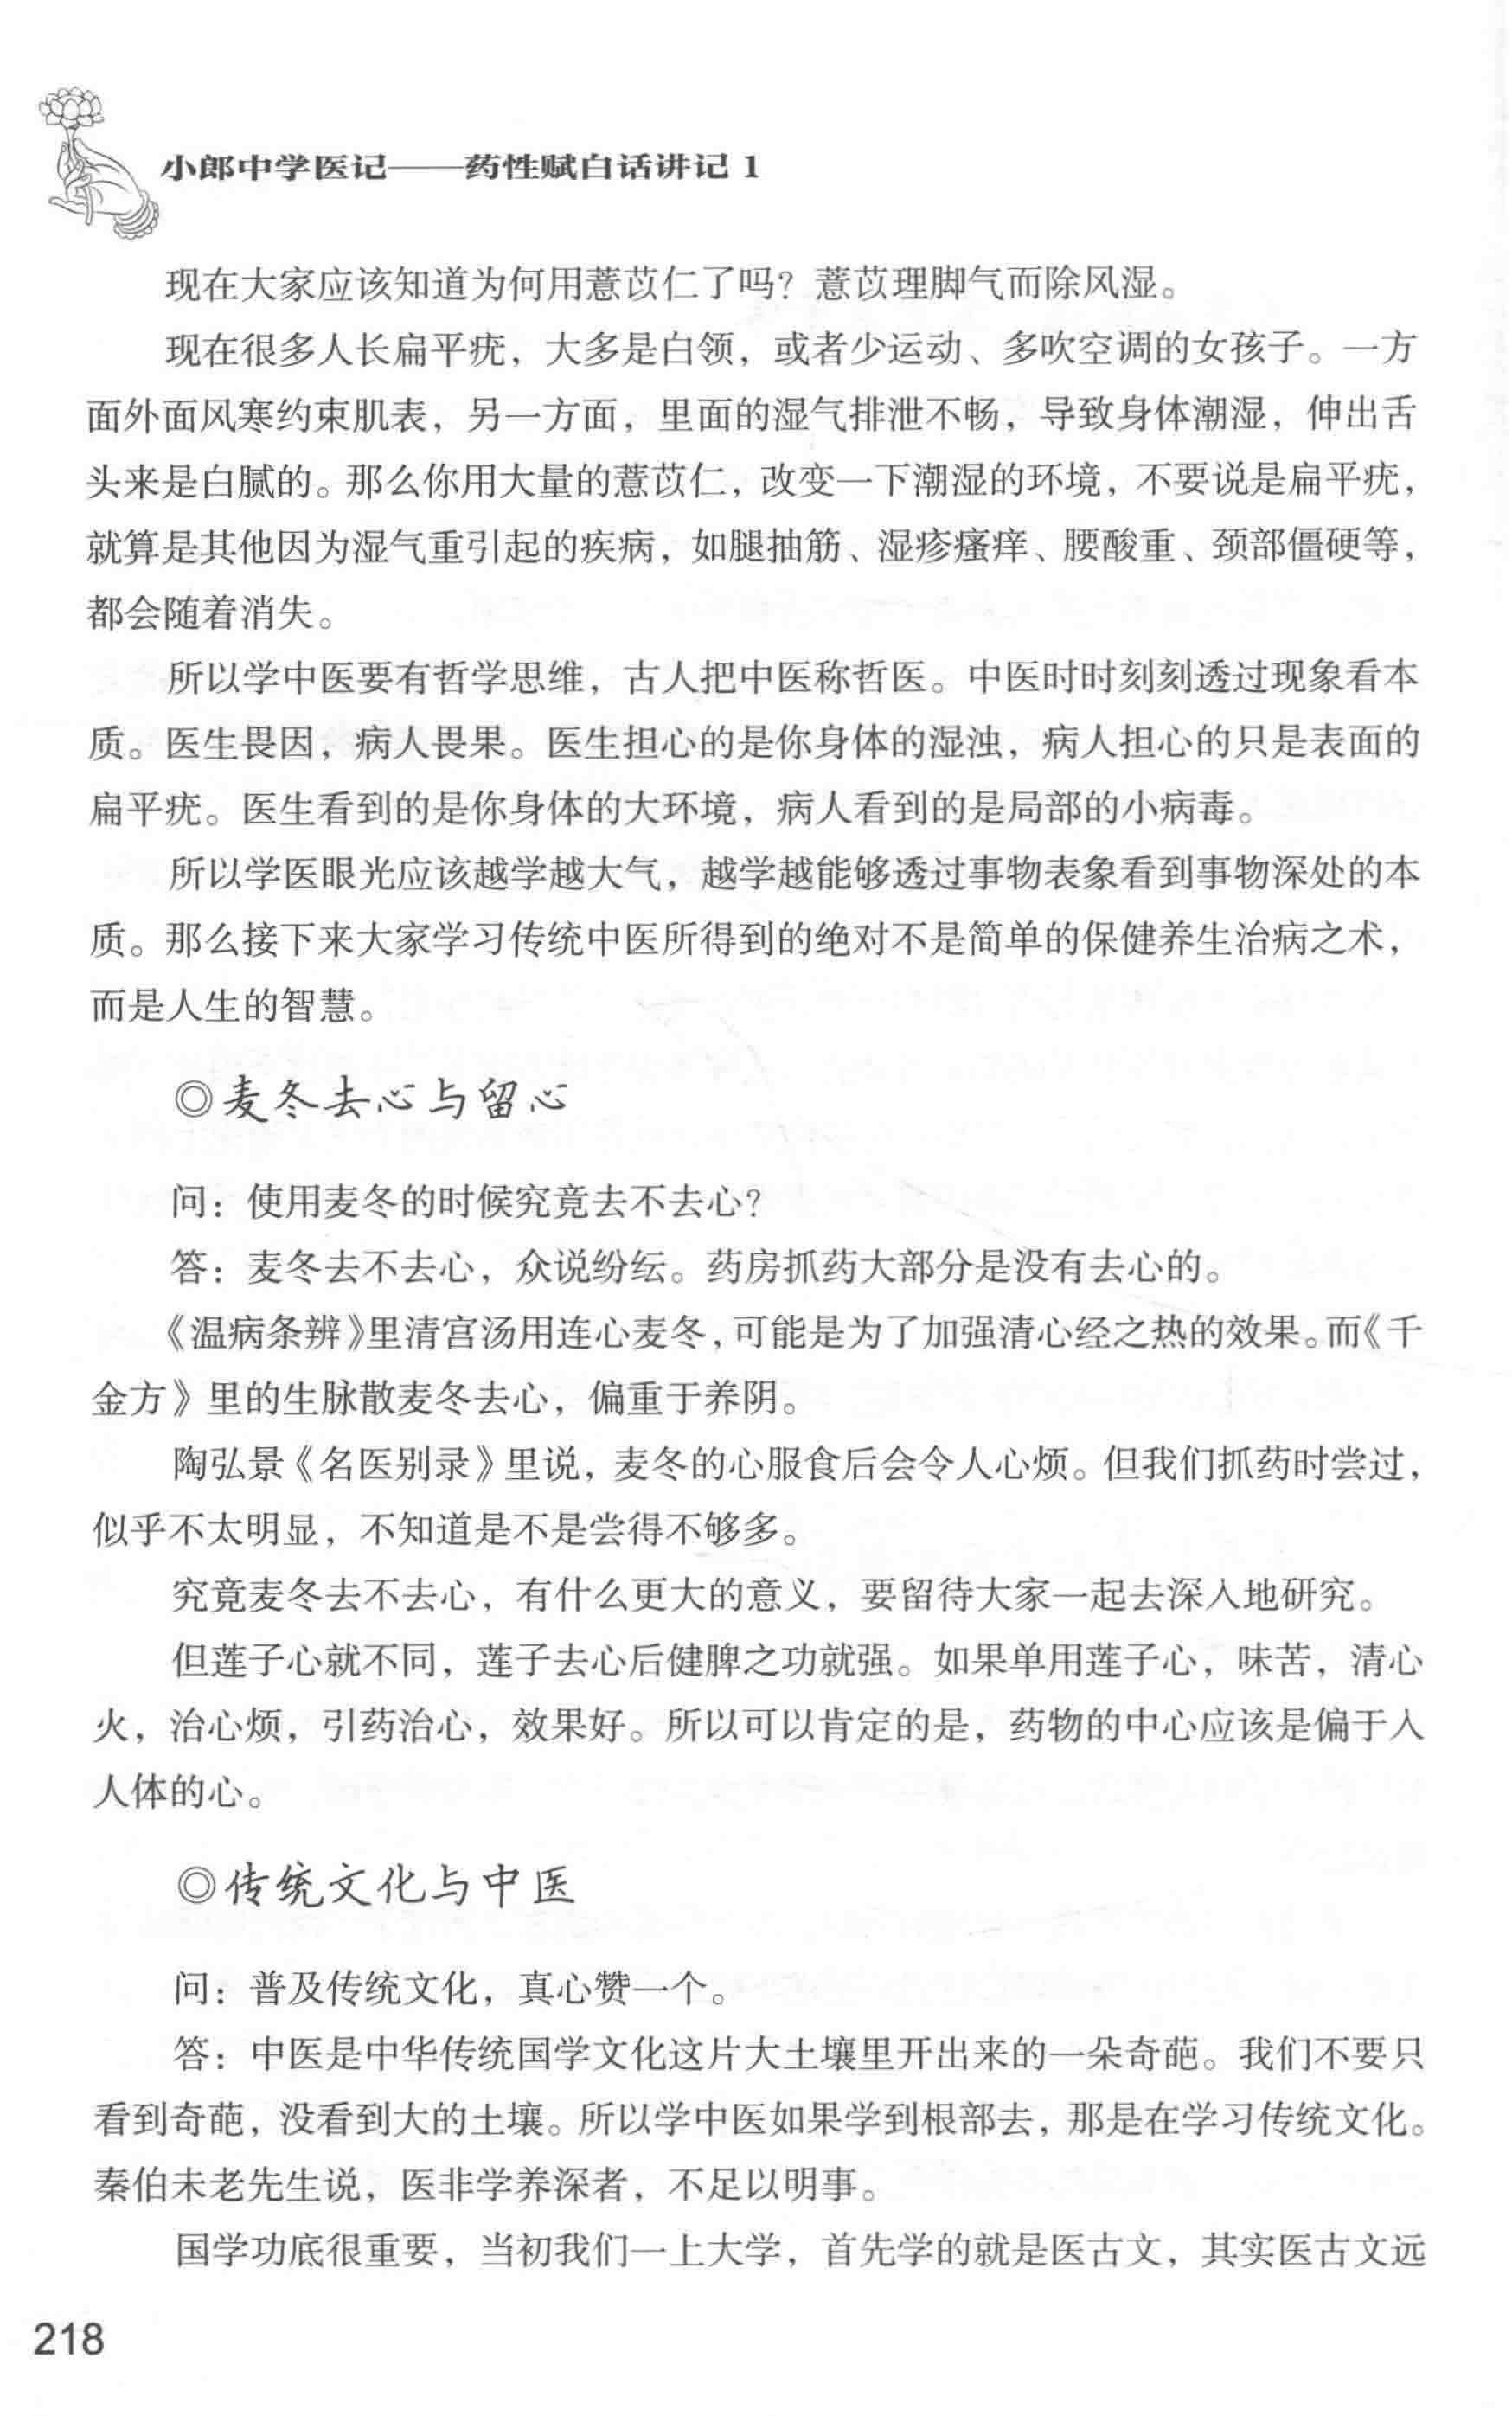 小郎中学医记——药性赋白话讲记 1
现在大家应该知道为何用薏苡仁了吗？薏苡理脚气而除风湿。
现在很多人长扁平疣，大多是白领，或者少运动、多吹空调的女孩子。一方
面外面风寒约束肌表，另一方面，里面的湿气排泄不畅，导致身体潮湿，伸出舌
头来是白腻的。那么你用大量的薏苡仁，改变一下潮湿的环境，不要说是扁平疣，
就算是其他因为湿气重引起的疾病，如腿抽筋、湿疹瘙痒、腰酸重、颈部僵硬等，
都会随着消失。
所以学中医要有哲学思维，古人把中医称哲医。中医时时刻刻透过现象看本
质。医生畏因，病人畏果。医生担心的是你身体的湿浊，病人担心的只是表面的
扁平疣。医生看到的是你身体的大环境，病人看到的是局部的小病毒。
所以学医眼光应该越学越大气，越学越能够透过事物表象看到事物深处的本
质。那么接下来大家学习传统中医所得到的绝对不是简单的保健养生治病之术，
而是人生的智慧。
◎麦冬去心与留心
问：使用麦冬的时候究竟去不去心？
答：麦冬去不去心，众说纷纭。药房抓药大部分是没有去心的。
《温病条辨》里清宫汤用连心麦冬，可能是为了加强清心经之热的效果。而《千
金方》里的生脉散麦冬去心，偏重于养阴。
陶弘景《名医别录》里说，麦冬的心服食后会令人心烦。但我们抓药时尝过，
似乎不太明显，不知道是不是尝得不够多。
究竟麦冬去不去心，有什么更大的意义，要留待大家一起去深入地研究。
但莲子心就不同，莲子去心后健脾之功就强。如果单用莲子心，味苦，清心
火，治心烦，引药治心，效果好。所以可以肯定的是，药物的中心应该是偏于入
人体的心。
◎传统文化与中医
问：普及传统文化，真心赞一个。
答：中医是中华传统国学文化这片大土壤里开出来的一朵奇葩。我们不要只
看到奇葩，没看到大的土壤。所以学中医如果学到根部去，那是在学习传统文化。
秦伯未老先生说，医非学养深者，不足以明事。
国学功底很重要，当初我们一上大学，首先学的就是医古文，其实医古文远
218